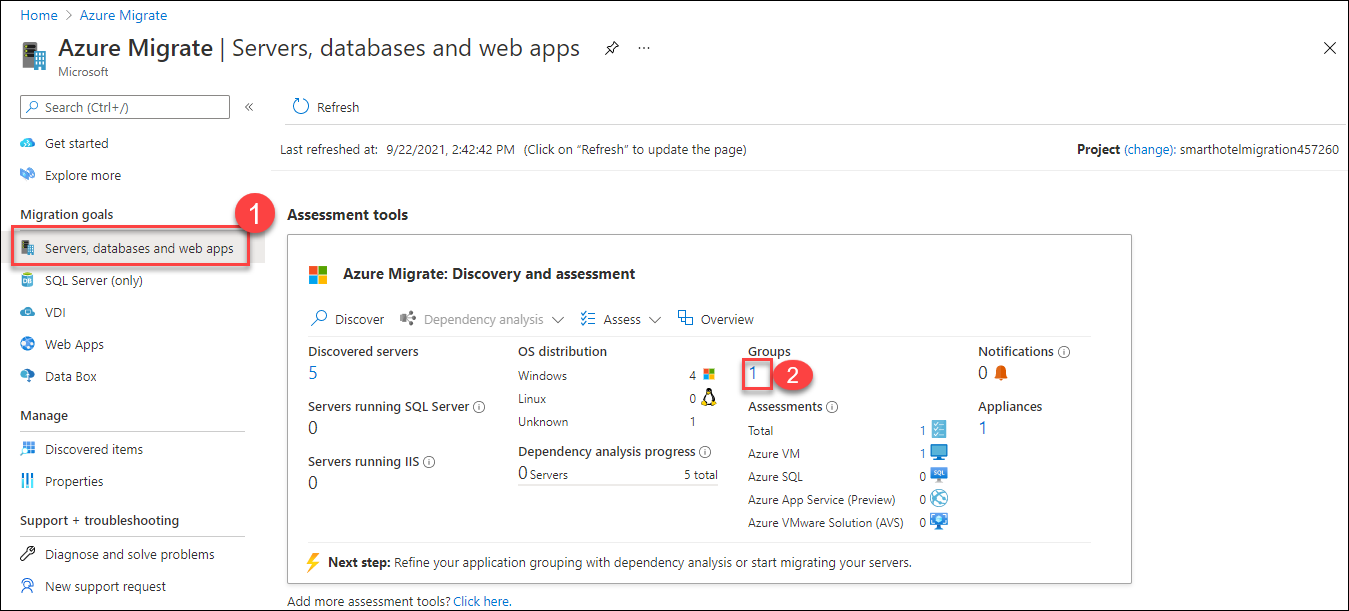 Home > Azure Migrate
Azure Migrate | Servers, databases and web apps ···
Microsoft
Search (Ctrl+/) «
Refresh
Get started
Explore more
Last refreshed at: 9/22/2021, 2:42:42 PM (Click on "Refresh" to update the page)
Project (change): smarthotelmigration457260
Migration goals
1
Servers, databases and web apps
SQL Server (only)
VDI
Web Apps
Data Box
Manage
Discovered items
Properties
Support + troubleshooting
Diagnose and solve problems
New support request
Assessment tools
Azure Migrate: Discovery and assessment
Discover Dependency analysis Assess Overview
Discovered servers
5
Servers running SQL Server
0
Servers running IIS
0
OS distribution
Windows 4
Linux 0
Unknown 1
Dependency analysis progress
0 Servers 5 total
Groups
1 2
Assessments
Total 1
Azure VM 1
Azure SQL 0 SQL
Azure App Service (Preview) 0
Azure VMware Solution (AVS) 0
Notifications
0
Appliances
1
Next step: Refine your application grouping with dependency analysis or start migrating your servers.
Add more assessment tools? Click here.